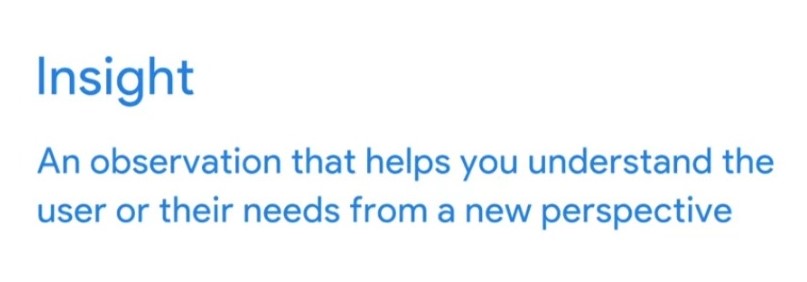 Insight
An observation that helps you understand the
user or their needs from a new perspective